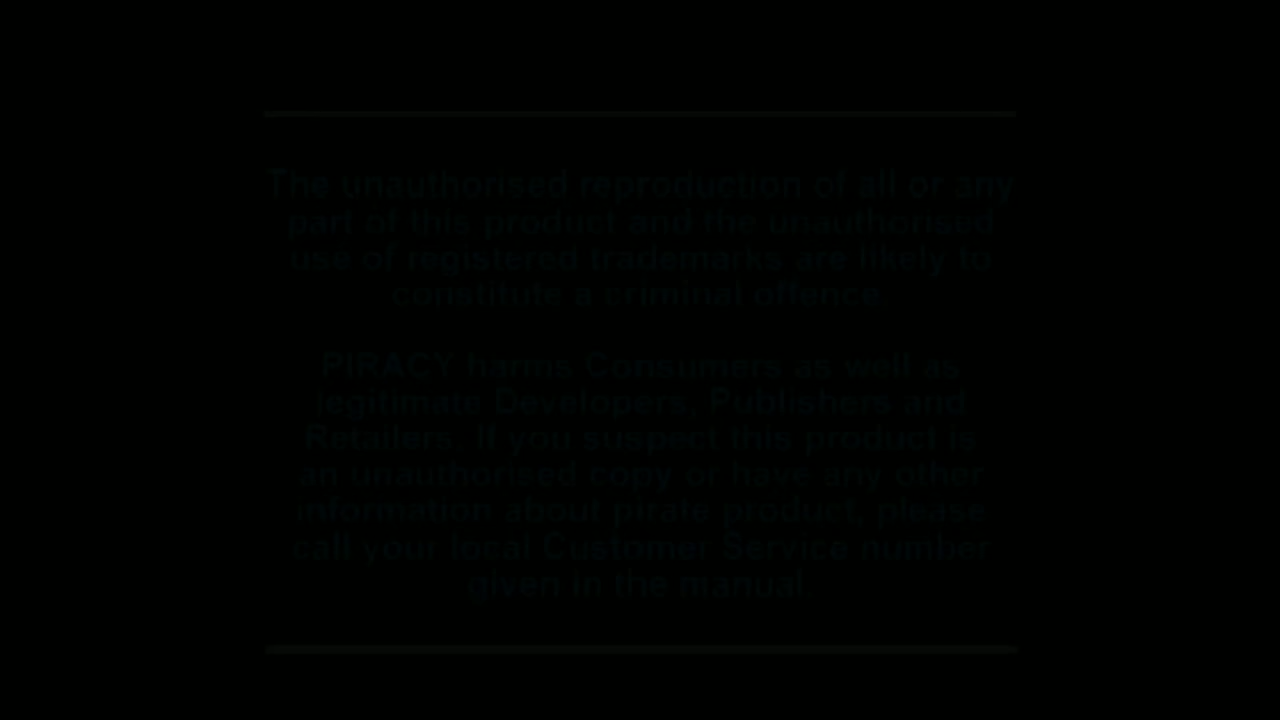 The unauthorised reproduction of all or any
part of this product and the unauthorised
use of registered trademarks are likely to
constitute a criminal offence
PIRACY harms Consumers as well as
legitimate Developers, Publishers and
Retailers. If you suspect this product is
an unauthorised copy or have any other
information about pirate product, please
call your local Customer Service number
given in the manual.